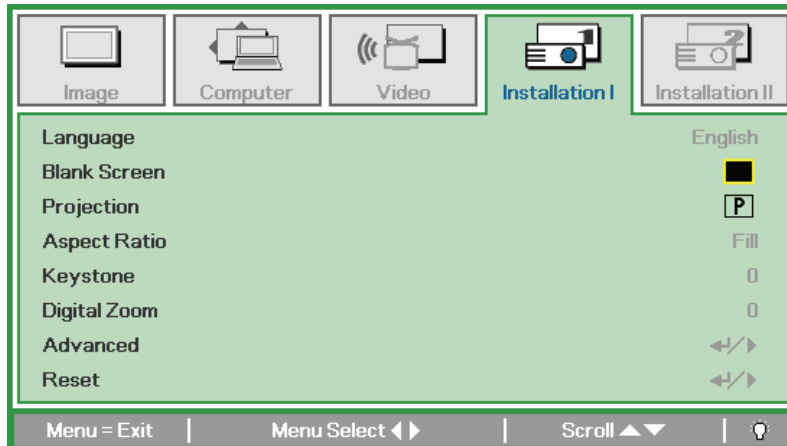 Image Computer Video Installation I Installation II
Language English
Blank Screen
Projection P
Aspect Ratio Fill
Keystone 0
Digital Zoom 0
Advanced
Reset
Menu = Exit Menu Select Scroll